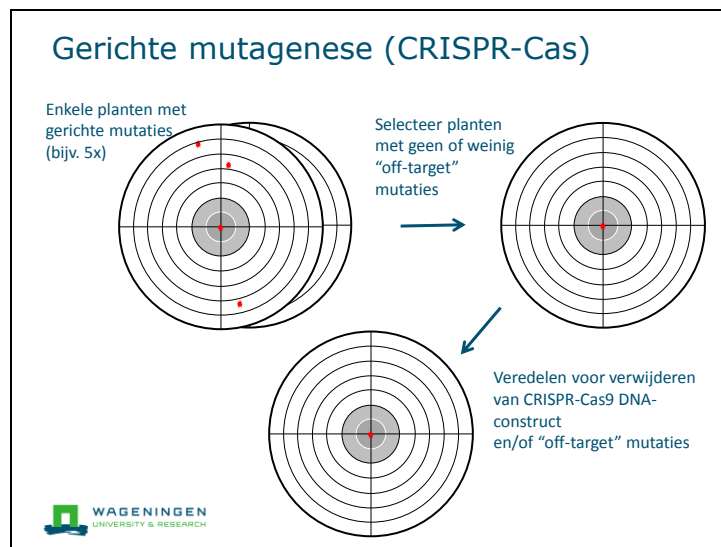 Gerichte mutagenese (CRISPR-Cas)
Enkele planten met
gerichte mutaties
(bijv. 5x)
Selecteer planten
met geen of weinig
“off-target”
mutaties
Veredelen voor verwijderen
van CRISPR-Cas9 DNA-
construct
en/of “off-target” mutaties
WAGENINGEN
UNIVERSITY & RESEARCH